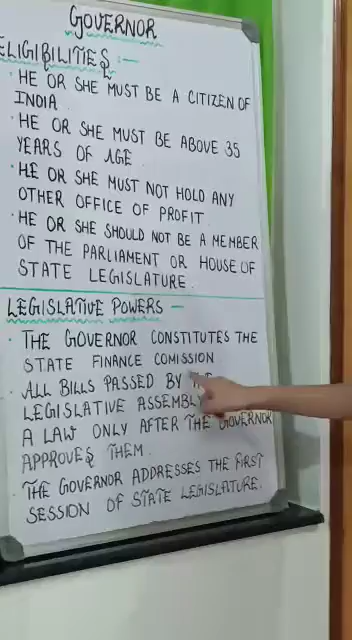 GOVERNOR
ELIGIBILITIES :-
· HE OR SHE MUST BE A CITIZEN OF
INDIA
· HE OR SHE MUST BE ABOVE 35
YEARS OF AGE
· HE OR SHE MUST NOT HOLD ANY
OTHER OFFICE OF PROFIT
· HE OR SHE SHOULD NOT BE A MEMBER
OF THE PARLIAMENT OR HOUSE OF
STATE LEGISLATURE.
LEGISLATIVE POWERS -
· THE GOVERNOR CONSTITUTES THE
STATE FINANCE COMISSION
· ALL BILLS PASSED BY
LEGISLATIVE ASSEMBLY
A LAW ONLY AFTER THE GOVERNOR
APPROVES THEM.
· THE GOVERNOR ADDRESSES THE FIRST
SESSION OF STATE LEGISLATURE.